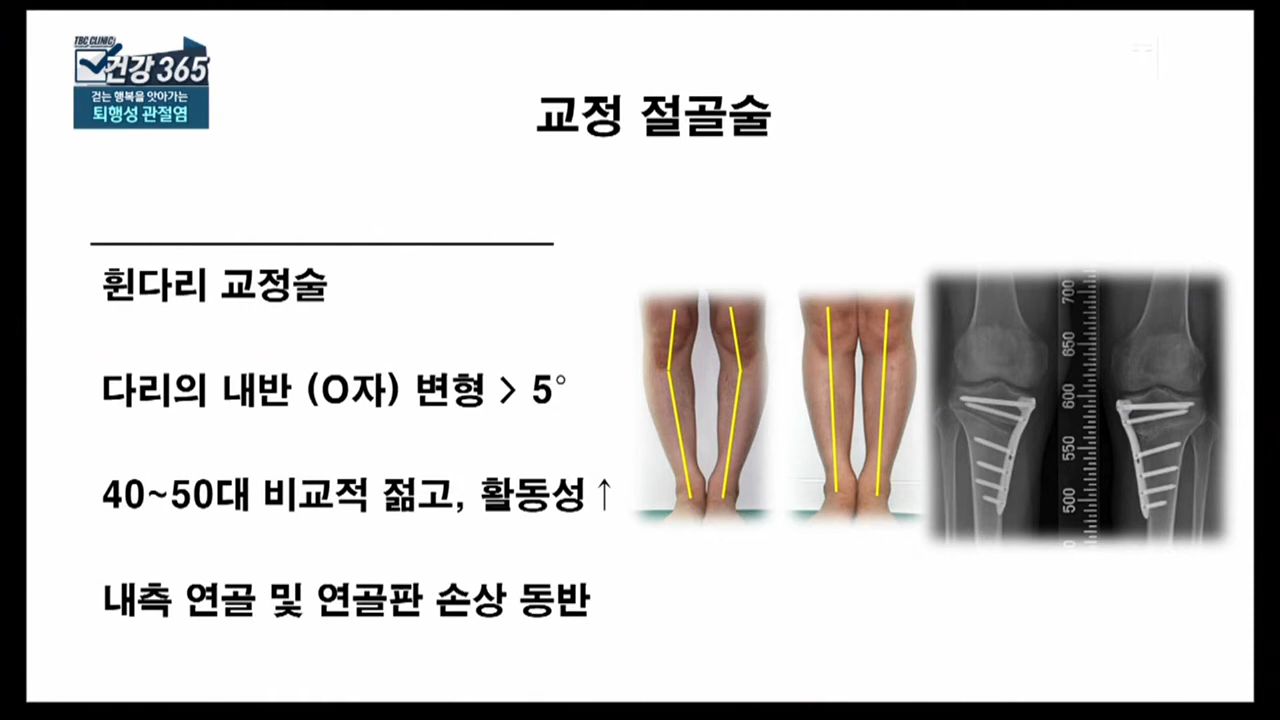 TBC CLINIC
건강 365
걷는 행복을 앗아가는
퇴행성 관절염
교정 절골술
휜다리 교정술
다리의 내반 (O자) 변형 > 5°
40~50대 비교적 젊고, 활동성 ↑
내측 연골 및 연골판 손상 동반
700
650
600
550
500